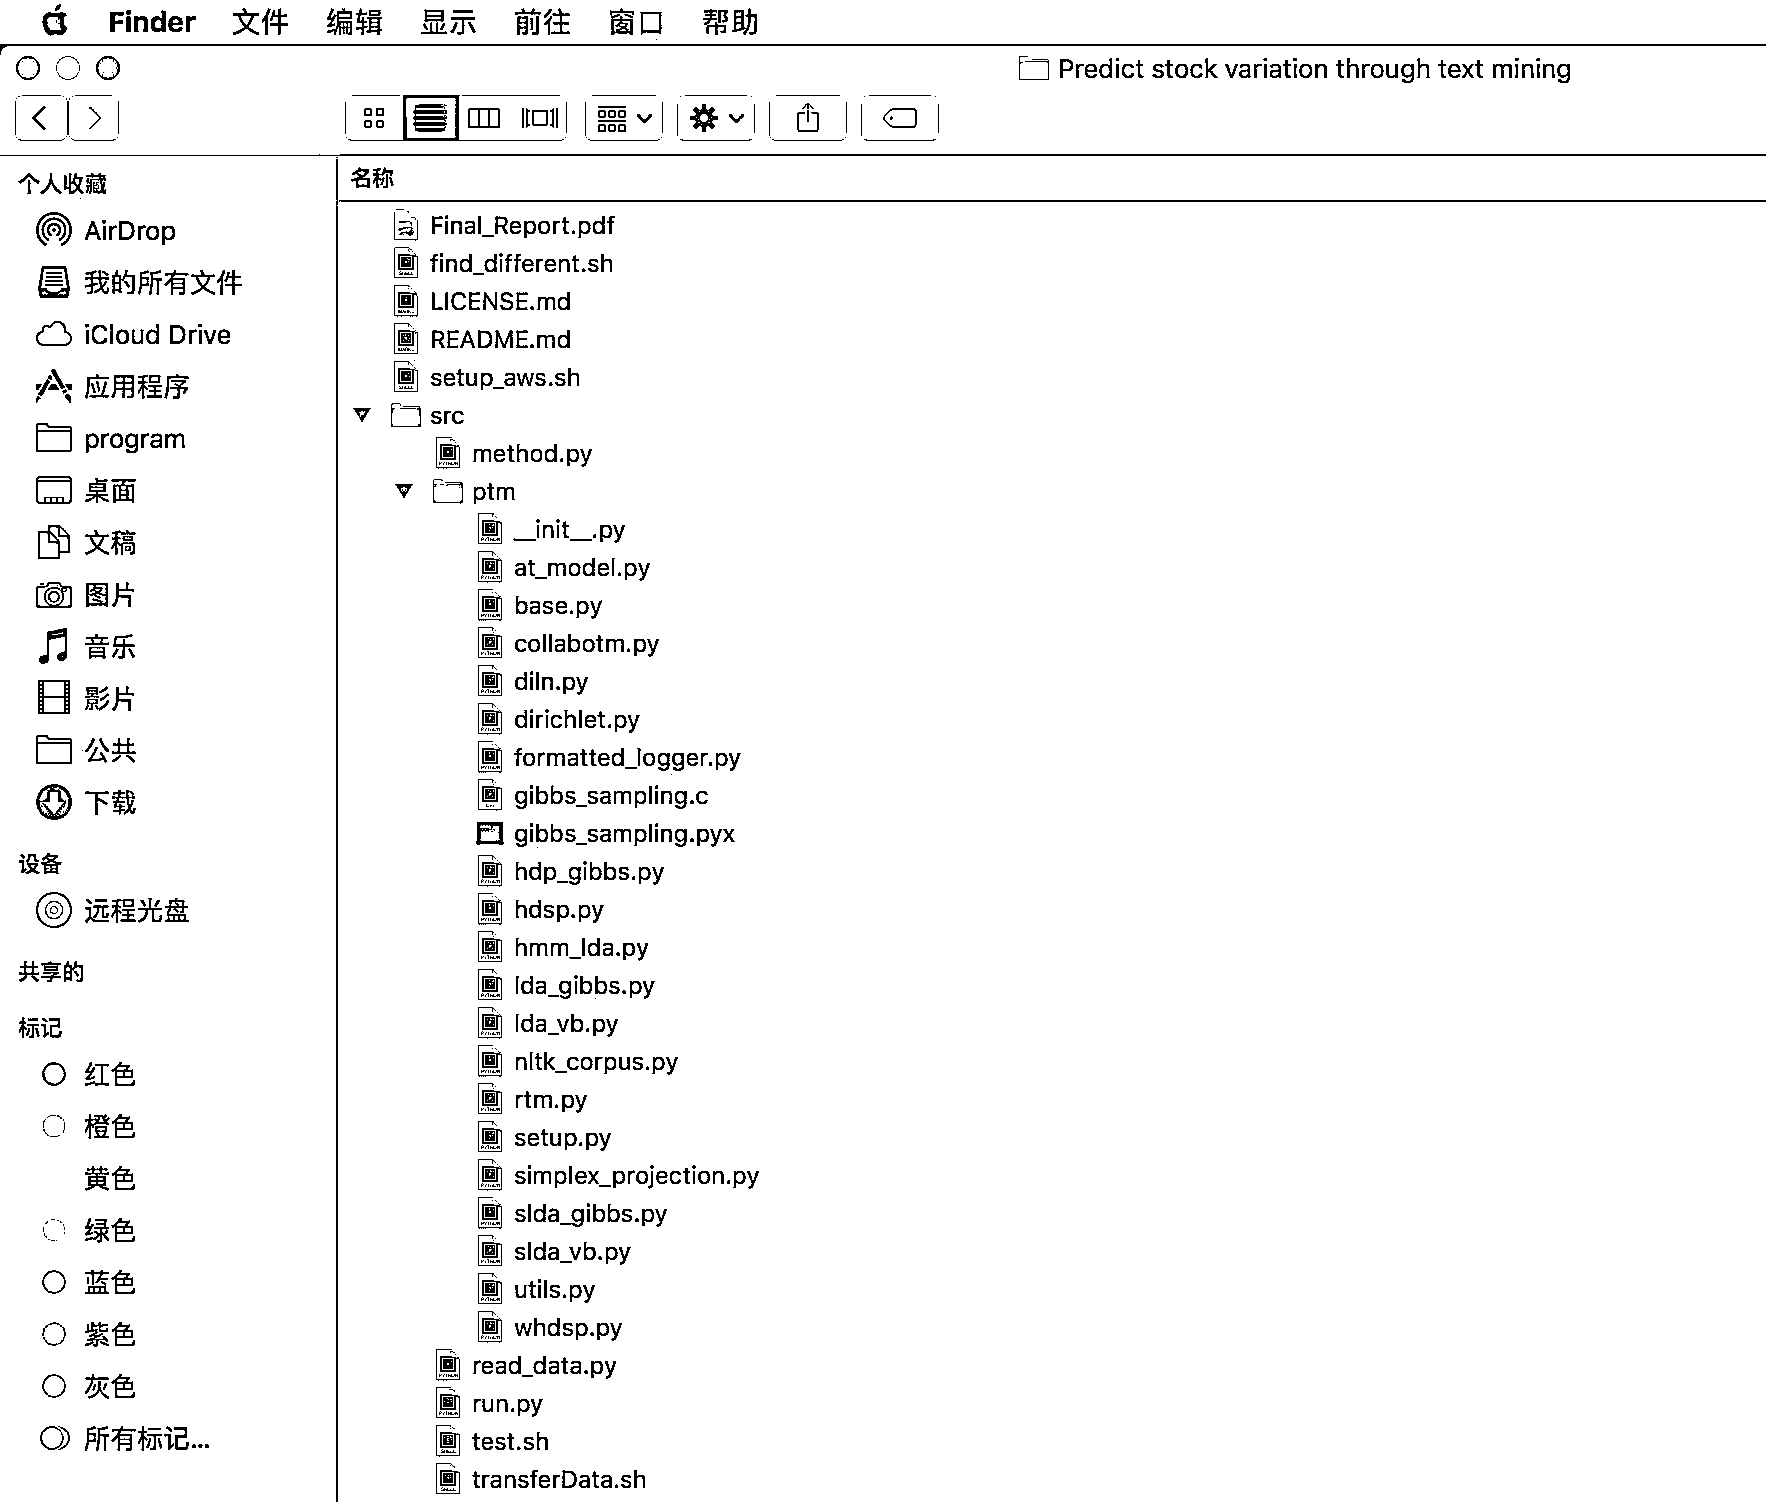 Finder 文件 编辑 显示 前往 窗口 帮助
Predict stock variation through text mining
个人收藏
AirDrop
我的所有文件
iCloud Drive
应用程序
program
桌面
文稿
图片
音乐
影片
公共
下载
设备
远程光盘
共享的
标记
红色
橙色
黄色
绿色
蓝色
紫色
灰色
所有标记...
名称
Final_Report.pdf
find_different.sh
LICENSE.md
README.md
setup_aws.sh
src
method.py
ptm
__init__.py
at_model.py
base.py
collabotm.py
diln.py
dirichlet.py
formatted_logger.py
gibbs_sampling.c
gibbs_sampling.pyx
hdp_gibbs.py
hdsp.py
hmm_lda.py
lda_gibbs.py
lda_vb.py
nltk_corpus.py
rtm.py
setup.py
simplex_projection.py
slda_gibbs.py
slda_vb.py
utils.py
whdsp.py
read_data.py
run.py
test.sh
transferData.sh